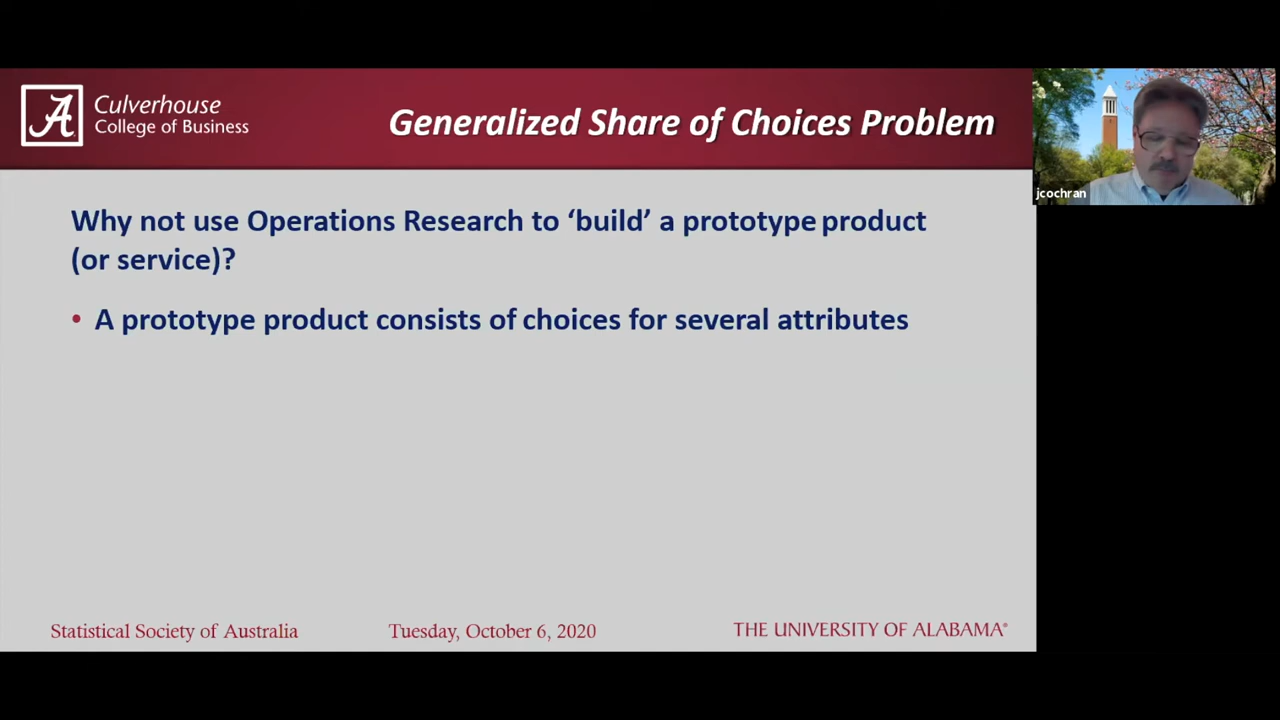 A
Culverhouse
College of Business
Generalized Share of Choices Problem
jcochran
Why not use Operations Research to ‘build’ a prototype product
(or service)?
• A prototype product consists of choices for several attributes
Statistical Society of Australia
Tuesday, October 6, 2020
THE UNIVERSITY OF ALABAMA®